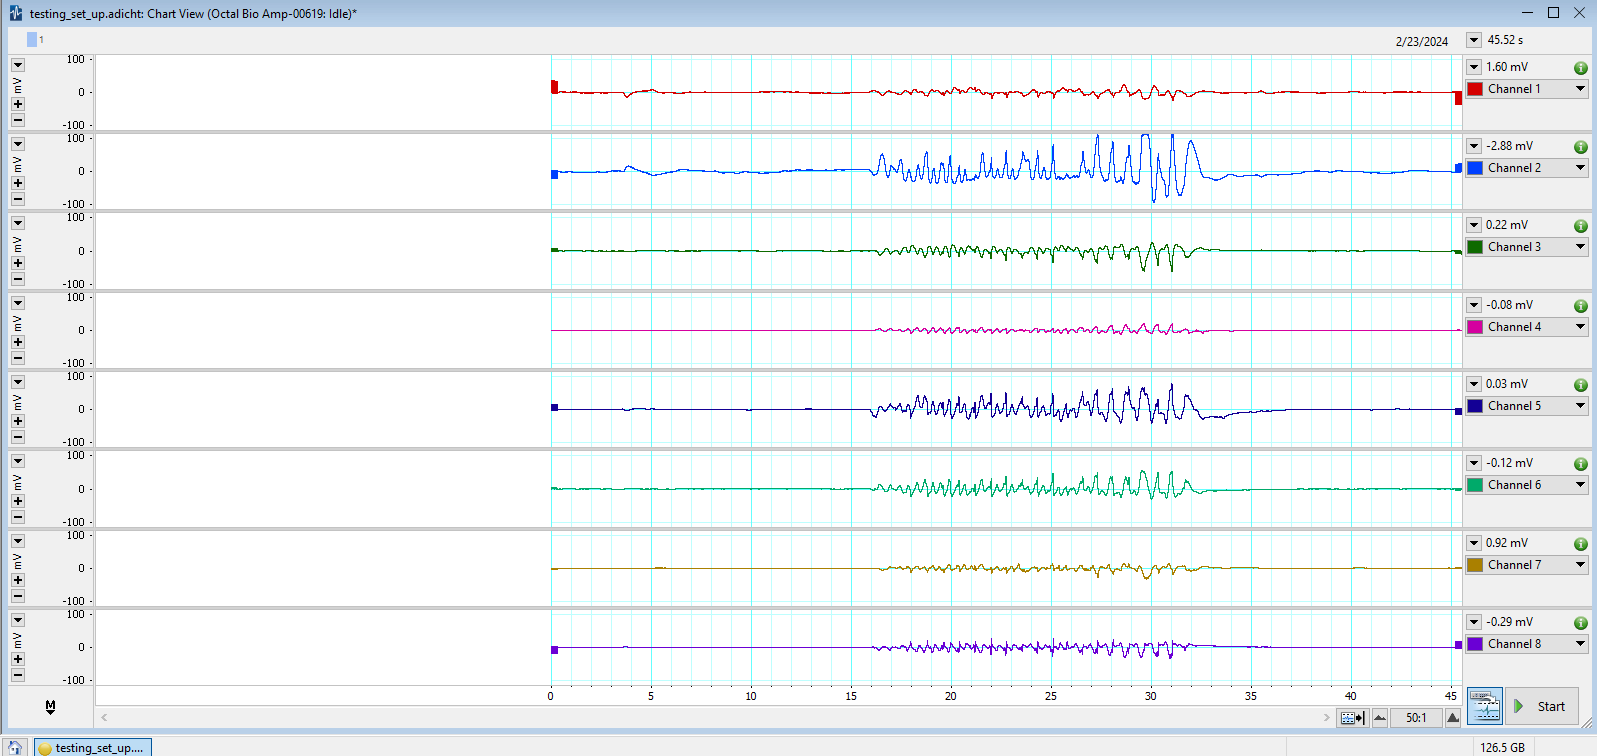 testing_set_up.adicht: Chart View (Octal Bio Amp-00619: Idle)*
1
2/23/2024
45.52 s
100
mV
0
-100
1.60 mV
Channel 1
100
mV
0
-100
-2.88 mV
Channel 2
100
mV
0
-100
0.22 mV
Channel 3
100
mV
0
-100
-0.08 mV
Channel 4
100
mV
0
-100
0.03 mV
Channel 5
100
mV
0
-100
-0.12 mV
Channel 6
100
mV
0
-100
0.92 mV
Channel 7
100
mV
0
-100
-0.29 mV
Channel 8
0 5 10 15 20 25 30 35 40 45
M
50:1
Start
testing_set_up....
126.5 GB